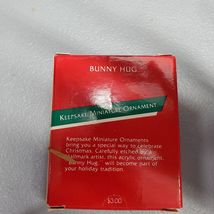 BUNNY HUG
KEEPSAKE MINIATURE ORNAMENT
Keepsake Miniature Ornaments
bring you a special way to celebrate
Christmas. Carefully etched by a
Hallmark artist, this acrylic ornament,
"Bunny Hug," will become part of
your holiday tradition.
$3.00